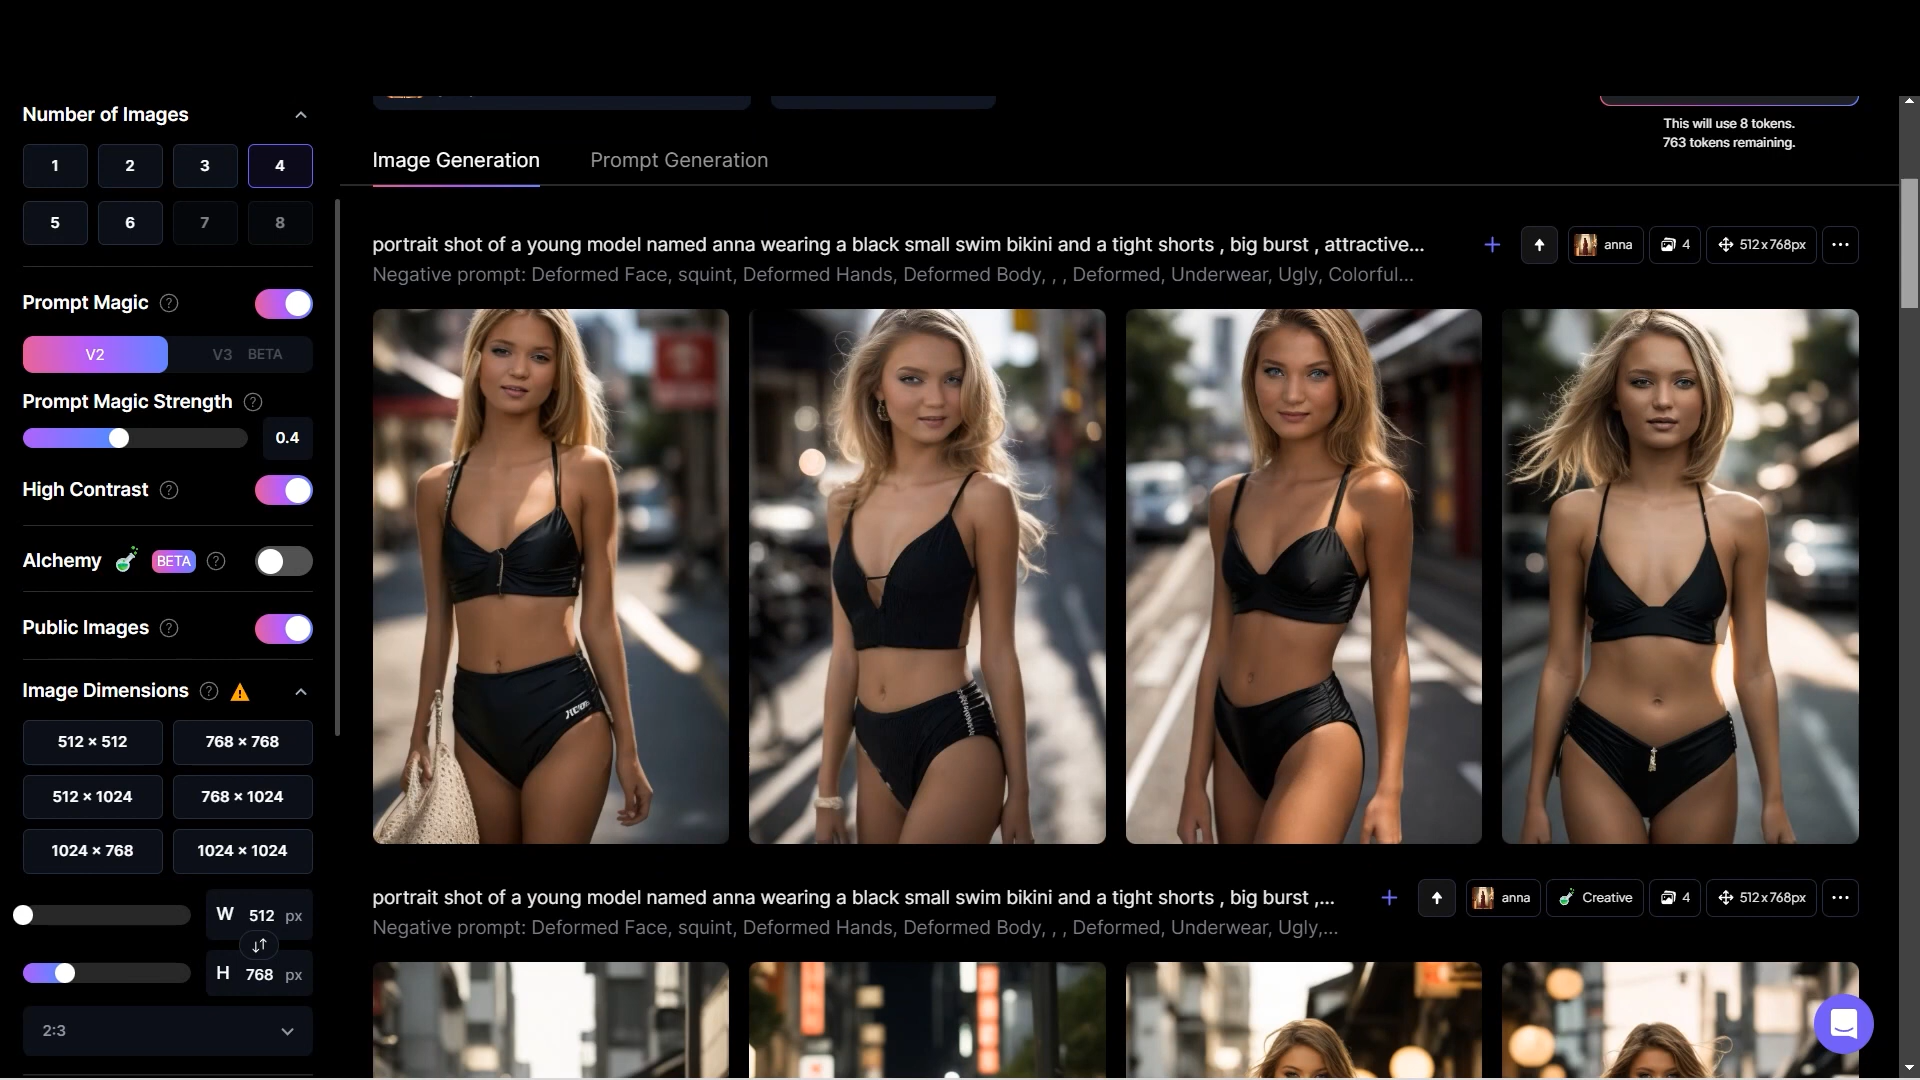 Number of Images
1 2 3 4
5 6 7 8
Prompt Magic ?
V2 V3 BETA
Prompt Magic Strength ?
0.4
High Contrast ?
Alchemy BETA ?
Public Images ?
Image Dimensions ?
512 × 512 768 × 768
512 × 1024 768 × 1024
1024 × 768 1024 × 1024
W 512 px
H 768 px
2:3
This will use 8 tokens.
763 tokens remaining.
Image Generation Prompt Generation
portrait shot of a young model named anna wearing a black small swim bikini and a tight shorts , big burst , attractive...
anna 4 512x768px
Negative prompt: Deformed Face, squint, Deformed Hands, Deformed Body, , , Deformed, Underwear, Ugly, Colorful...
portrait shot of a young model named anna wearing a black small swim bikini and a tight shorts , big burst ,...
anna Creative 4 512x768px
Negative prompt: Deformed Face, squint, Deformed Hands, Deformed Body, , , Deformed, Underwear, Ugly,...